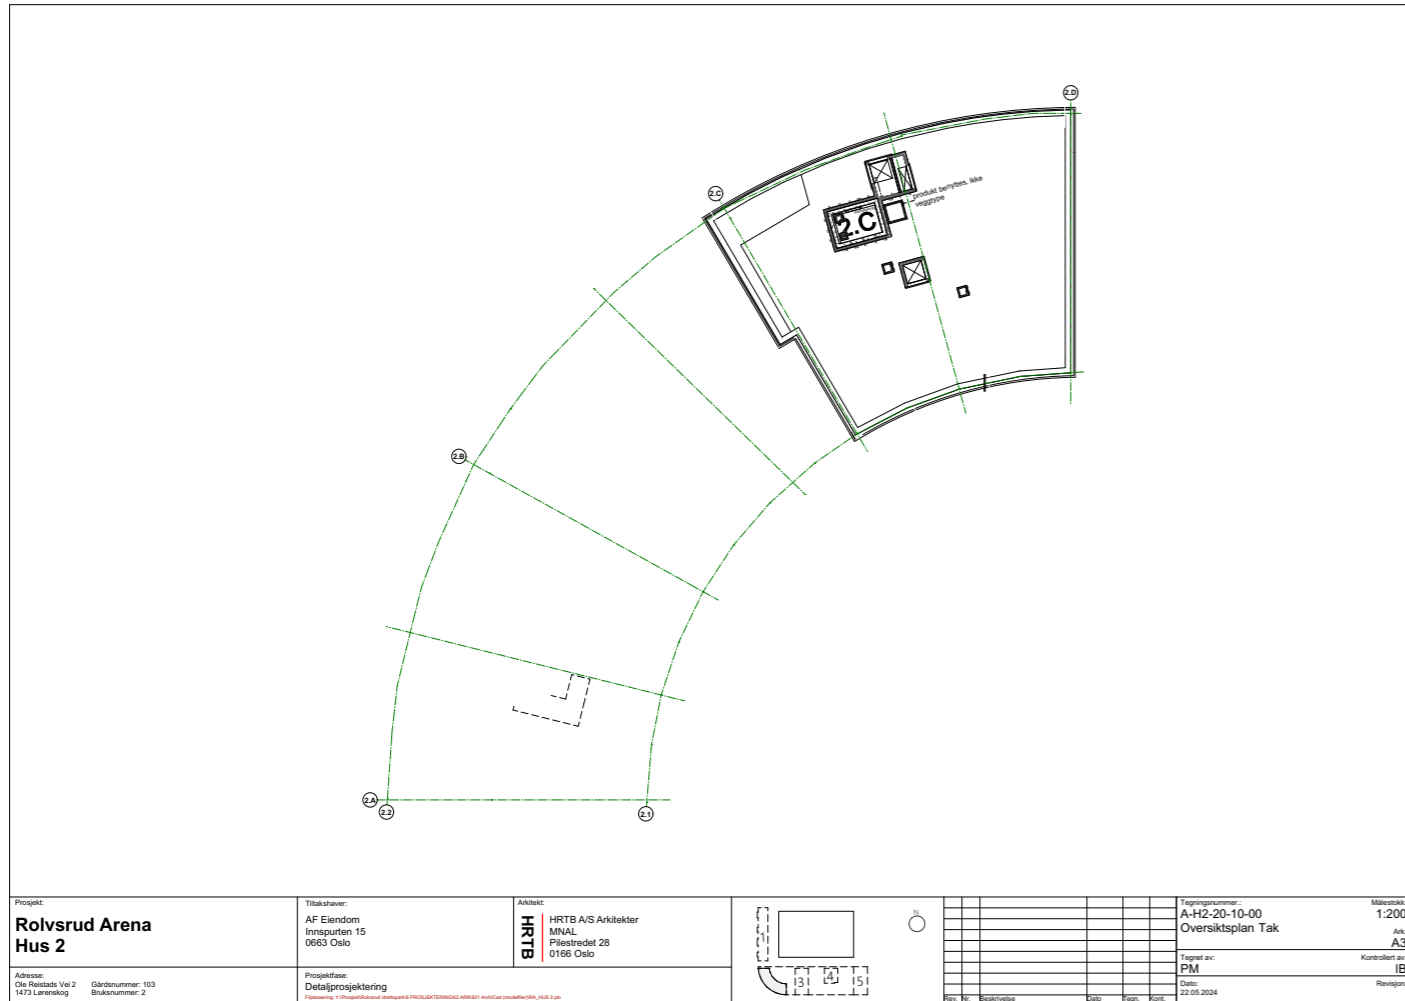 2.D
2.C
produkt benyttes, ikke
veggtype
2.C
2.B
2.A
2.2
2.1
Prosjekt:
Rolvsrud Arena
Hus 2
Adresse:
Ole Reistads Vei 2 Gårdsnummer: 103
1473 Lørenskog Bruksnummer: 2
Tiltakshaver:
AF Eiendom
Innspurten 15
0663 Oslo
Prosjektfase:
Detaljprosjektering
Arkitekt:
HRTB
HRTB A/S Arkitekter
MNAL
Pilestredet 28
0166 Oslo
1
3
4
5
N
Rev. Nr. Beskrivelse Dato Tegn. Kont.
Tegningsnummer.: Målestokk:
A-H2-20-10-00 1:200
Oversiktsplan Tak
Ark:
A3
Tegnet av: Kontrollert av:
PM IB
Dato: Revisjon:
22.05.2024